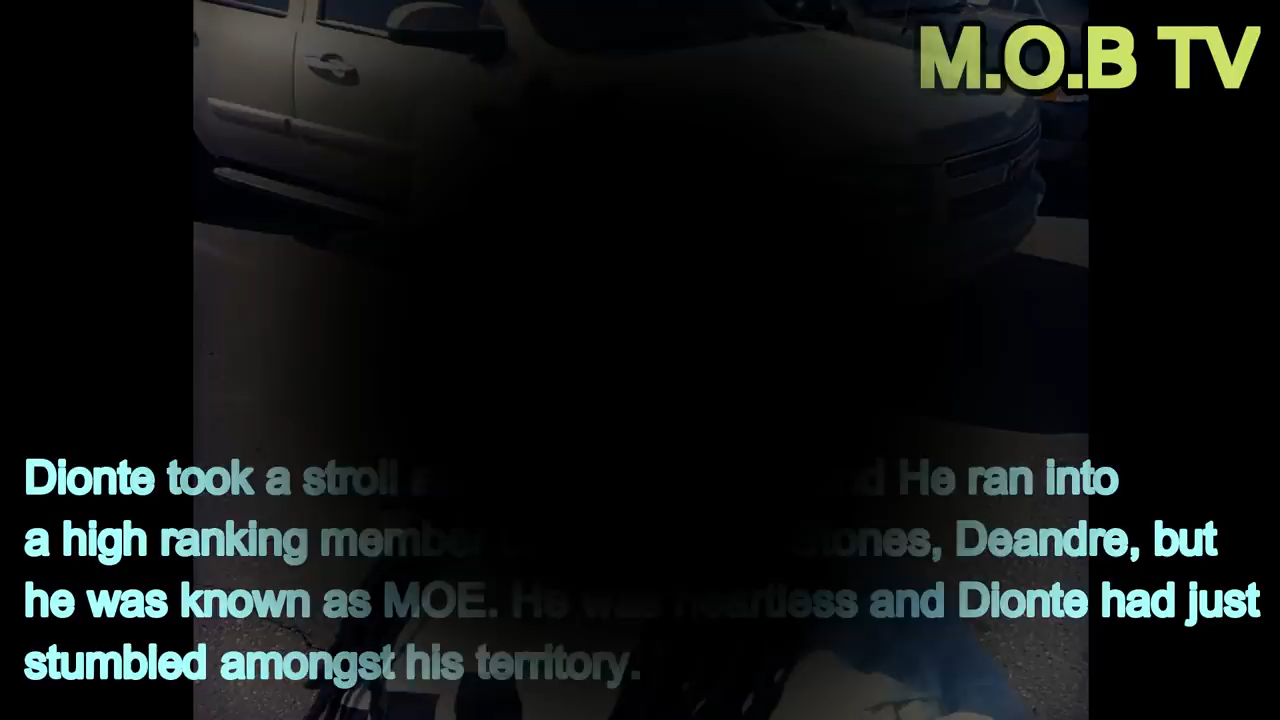 M.O.B TV
Dionte took a stroll He ran into
a high ranking member Stones, Deandre, but
he was known as MOE. He was heartless and Dionte had just
stumbled amongst his territory.